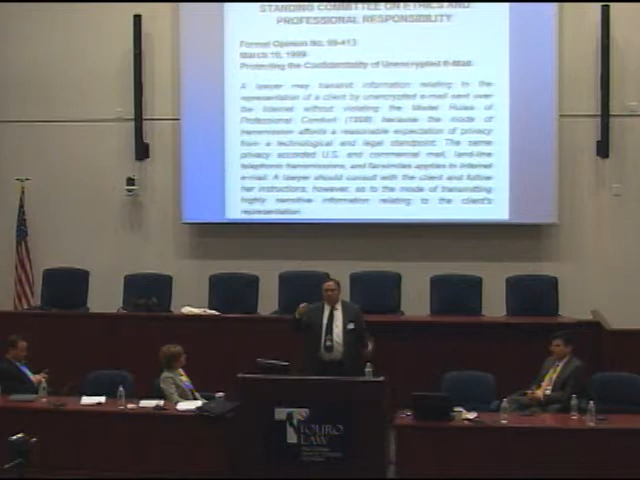 STANDING COMMITTEE ON ETHICS AND
PROFESSIONAL RESPONSIBILITY
Formal Opinion No. 99-413
March 10, 1999
Protecting the Confidentiality of Unencrypted E-Mail
A lawyer may transmit information relating to the
representation of a client by unencrypted e-mail sent over
the Internet without violating the Model Rules of
Professional Conduct (1998) because the mode of
transmission affords a reasonable expectation of privacy
from a technological and legal standpoint. The same
privacy accorded U.S. and commercial mail, land-line
telephonic transmissions, and facsimiles applies to Internet
e-mail. A lawyer should consult with the client and follow
her instructions, however, as to the mode of transmitting
highly sensitive information relating to the client's
representation.
TOURO
LAW